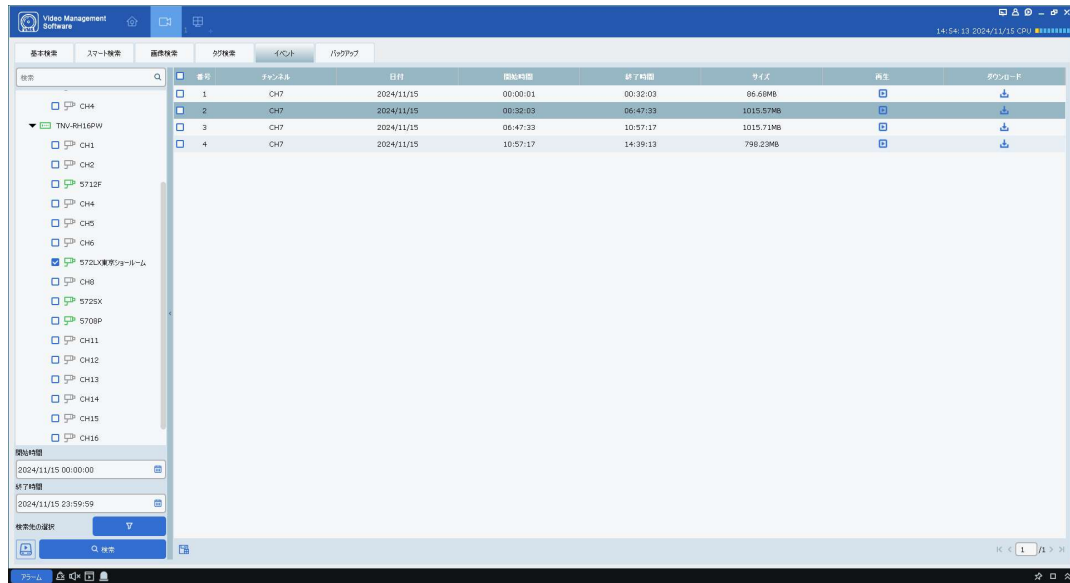 Video Management
Software
14:54:13 2024/11/15 CPU
基本検索 スマート検索 画像検索 タグ検索 イベント バックアップ
検索
番号 チャンネル 日付 開始時間 終了時間 サイズ 再生 ダウンロード
1 CH7 2024/11/15 00:00:01 00:32:03 86.68MB
2 CH7 2024/11/15 00:32:03 06:47:33 1015.57MB
3 CH7 2024/11/15 06:47:33 10:57:17 1015.71MB
4 CH7 2024/11/15 10:57:17 14:39:13 798.23MB
CH4
TNV-RH16PW
CH1
CH2
5712F
CH4
CH5
CH6
572LX東京ショールーム
CH8
572SX
5708P
CH11
CH12
CH13
CH14
CH15
CH16
開始時間
2024/11/15 00:00:00
終了時間
2024/11/15 23:59:59
検索先の選択
検索
1 /1
アラーム